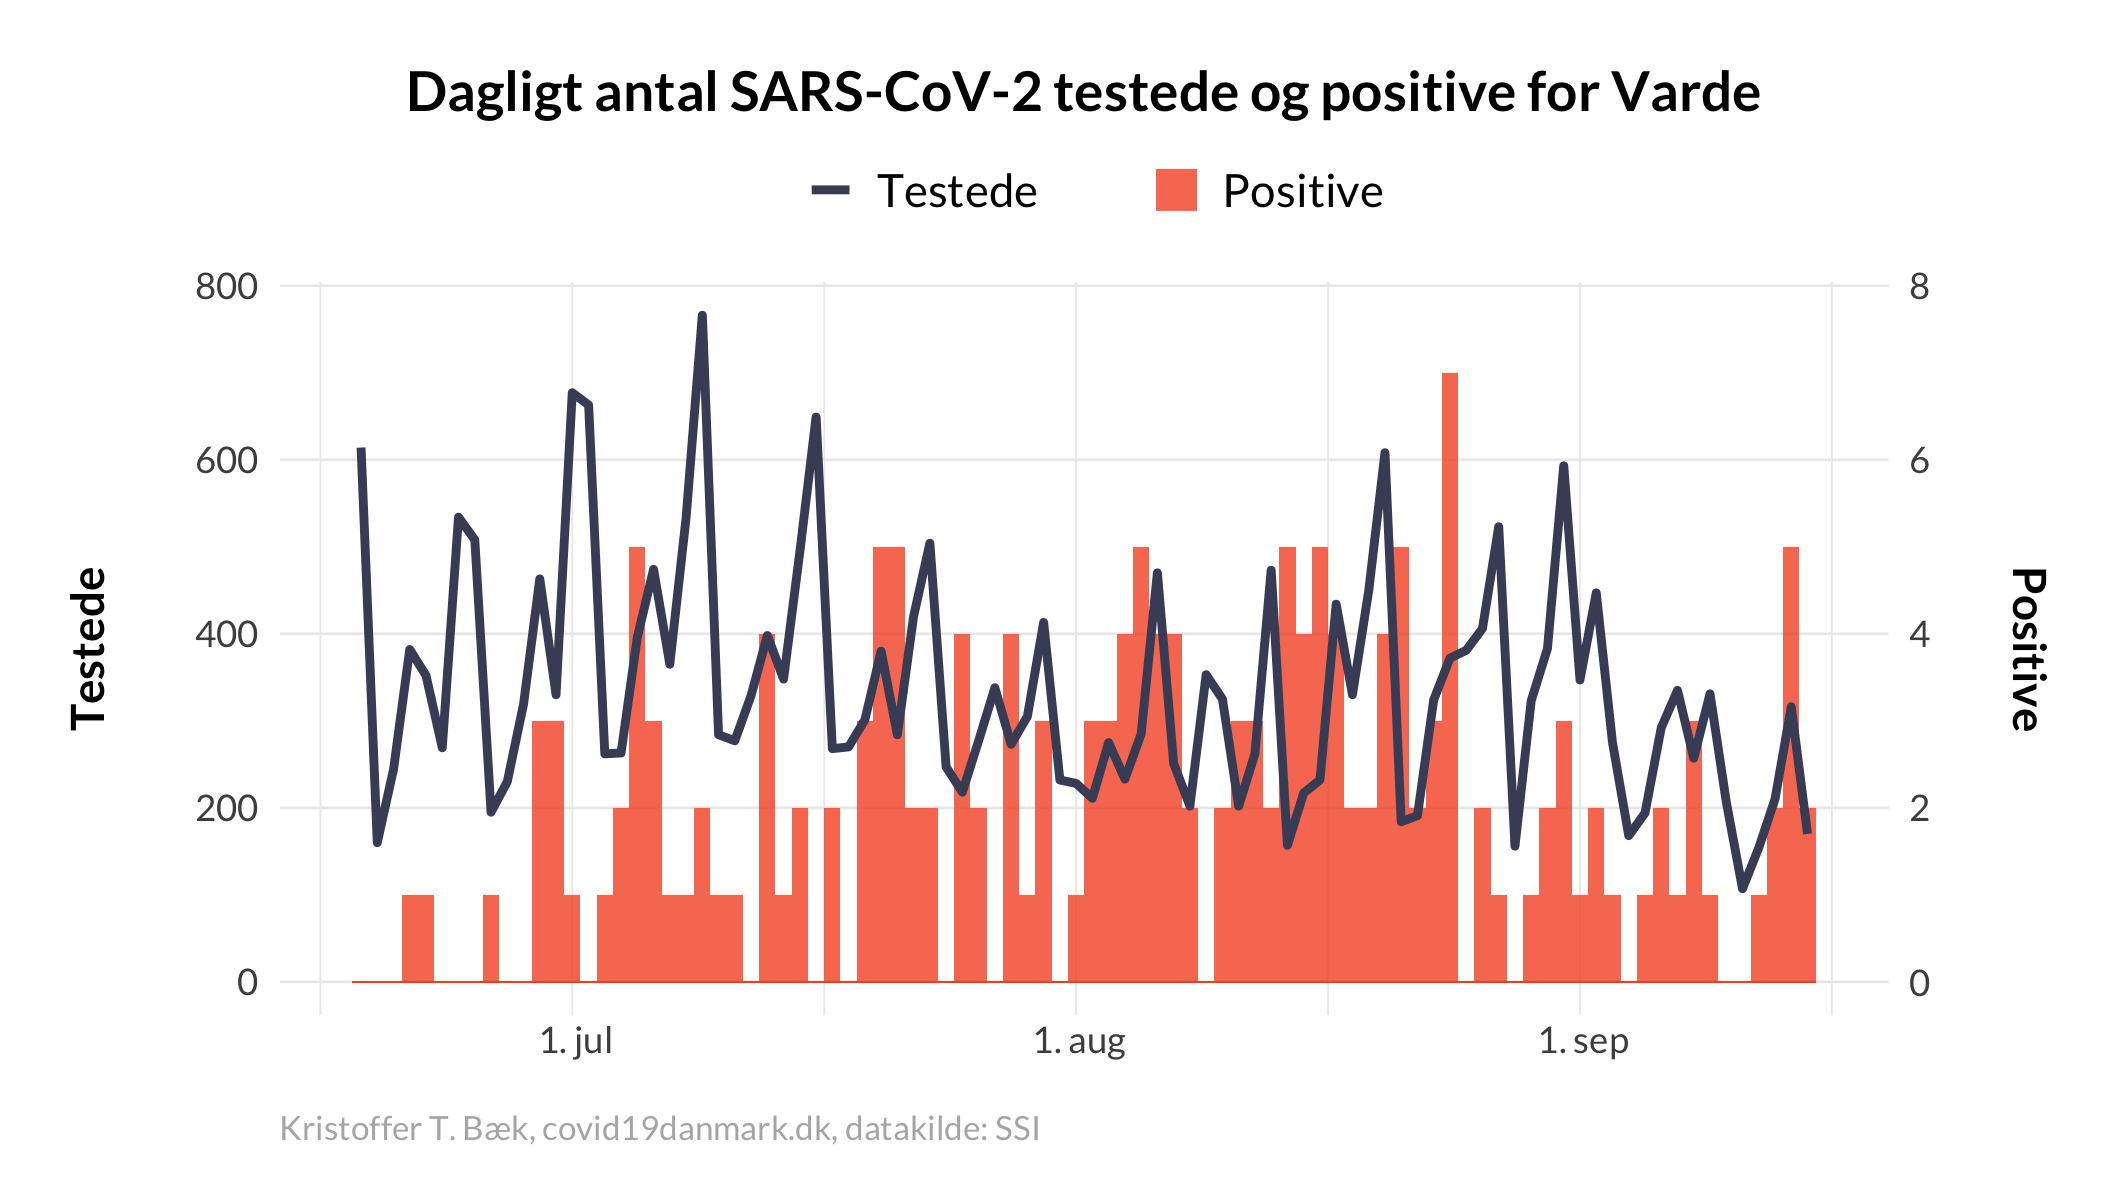 Dagligt antal SARS-CoV-2 testede og positive for Varde
Testede Positive
800 8
600 6
400 4
200 2
0 0
Testede
Positive
1. jul 1. aug 1. sep
Kristoffer T. Bæk, covid19danmark.dk, datakilde: SSI